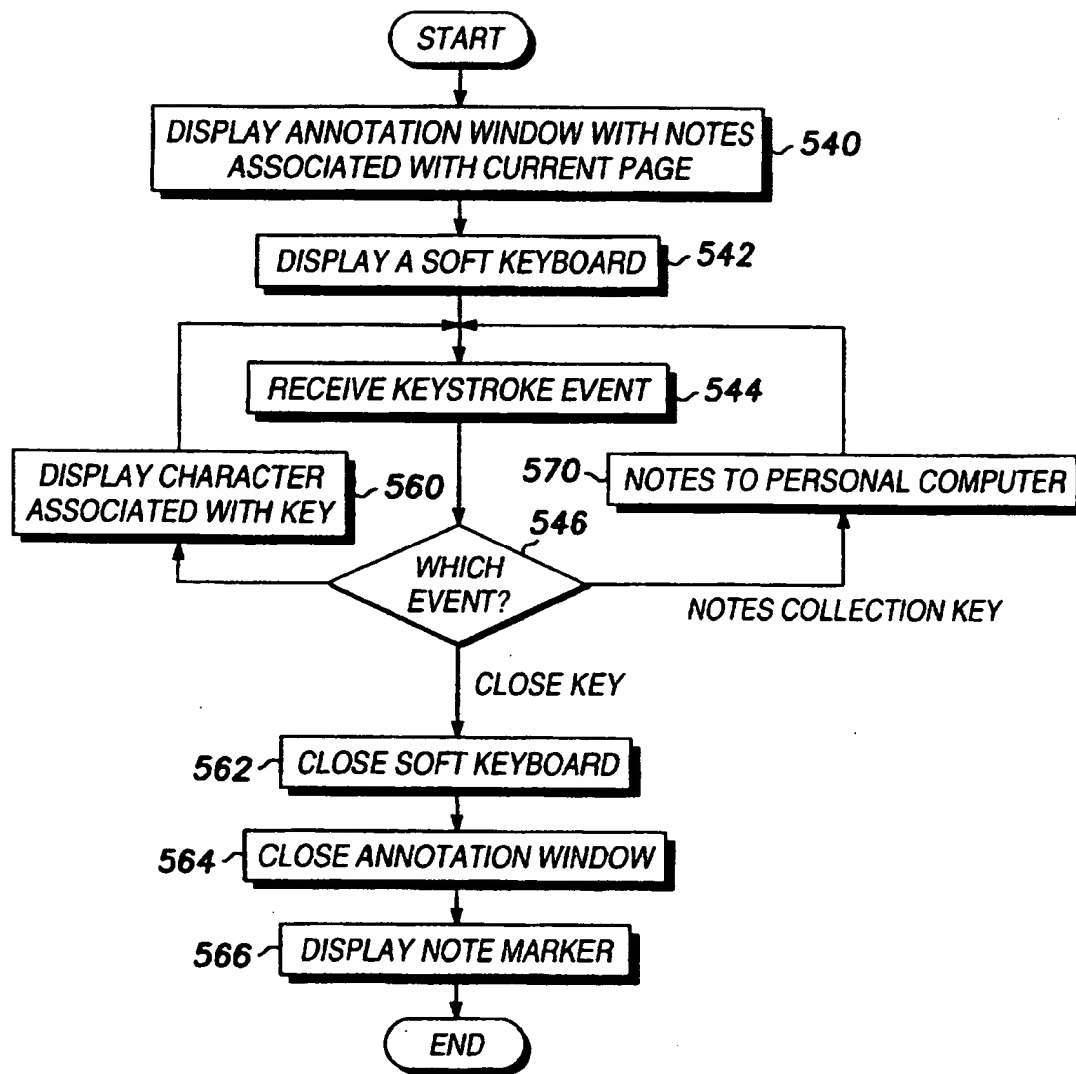 START
DISPLAY ANNOTATION WINDOW WITH NOTES
ASSOCIATED WITH CURRENT PAGE
540
DISPLAY A SOFT KEYBOARD
542
RECEIVE KEYSTROKE EVENT
544
DISPLAY CHARACTER
ASSOCIATED WITH KEY
560
570
NOTES TO PERSONAL COMPUTER
546
WHICH
EVENT?
NOTES COLLECTION KEY
CLOSE KEY
562
CLOSE SOFT KEYBOARD
564
CLOSE ANNOTATION WINDOW
566
DISPLAY NOTE MARKER
END